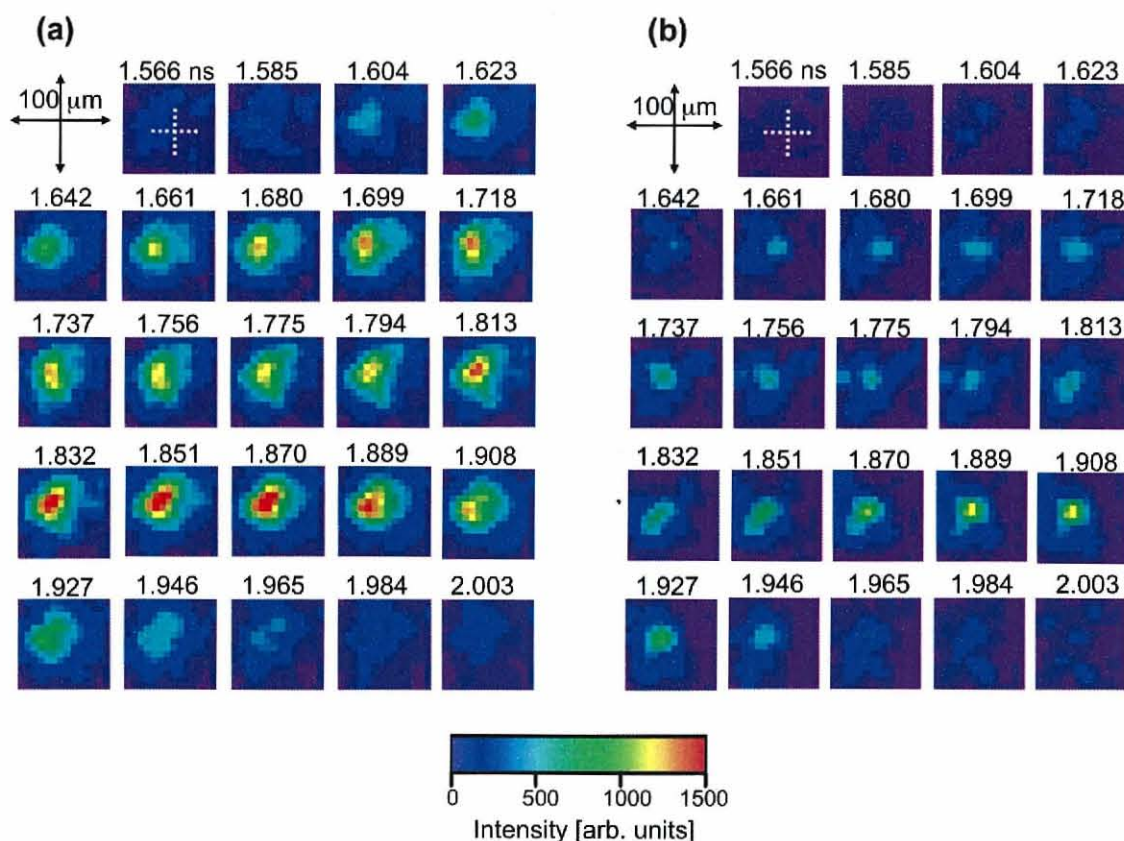 (a) (b)
1.566 ns 1.585 1.604 1.623 1.566 ns 1.585 1.604 1.623
100 μm 100 μm
1.642 1.661 1.680 1.699 1.718 1.642 1.661 1.680 1.699 1.718
1.737 1.756 1.775 1.794 1.813 1.737 1.756 1.775 1.794 1.813
1.832 1.851 1.870 1.889 1.908 1.832 1.851 1.870 1.889 1.908
1.927 1.946 1.965 1.984 2.003 1.927 1.946 1.965 1.984 2.003
0 500 1000 1500
Intensity [arb. units]